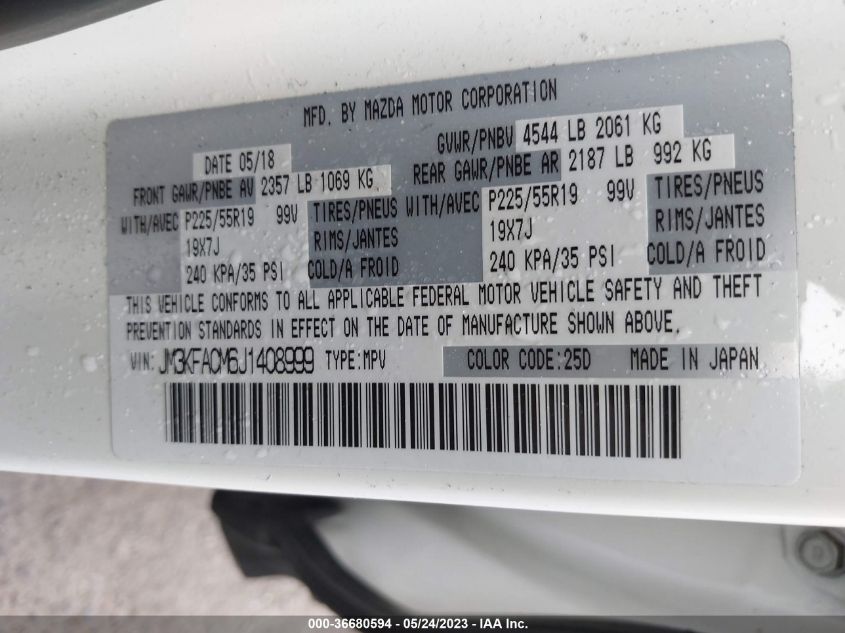 MFD. BY MAZDA MOTOR CORPORATION
DATE 05/18
GVWR/PNBV 4544 LB 2061 KG
FRONT GAWR/PNBE AV 2357 LB 1069 KG
REAR GAWR/PNBE AR 2187 LB 992 KG
WITH/AVEC P225/55R19 99V TIRES/PNEUS WITH/AVEC P225/55R19 99V TIRES/PNEUS
19X7J RIMS/JANTES 19X7J RIMS/JANTES
240 KPA/35 PSI COLD/A FROID 240 KPA/35 PSI COLD/A FROID
THIS VEHICLE CONFORMS TO ALL APPLICABLE FEDERAL MOTOR VEHICLE SAFETY AND THEFT
PREVENTION STANDARDS IN EFFECT ON THE DATE OF MANUFACTURE SHOWN ABOVE.
VIN: JM3KFACM6J1408999 TYPE:MPV COLOR CODE:25D MADE IN JAPAN
000-36680594 - 05/24/2023 - IAA Inc.